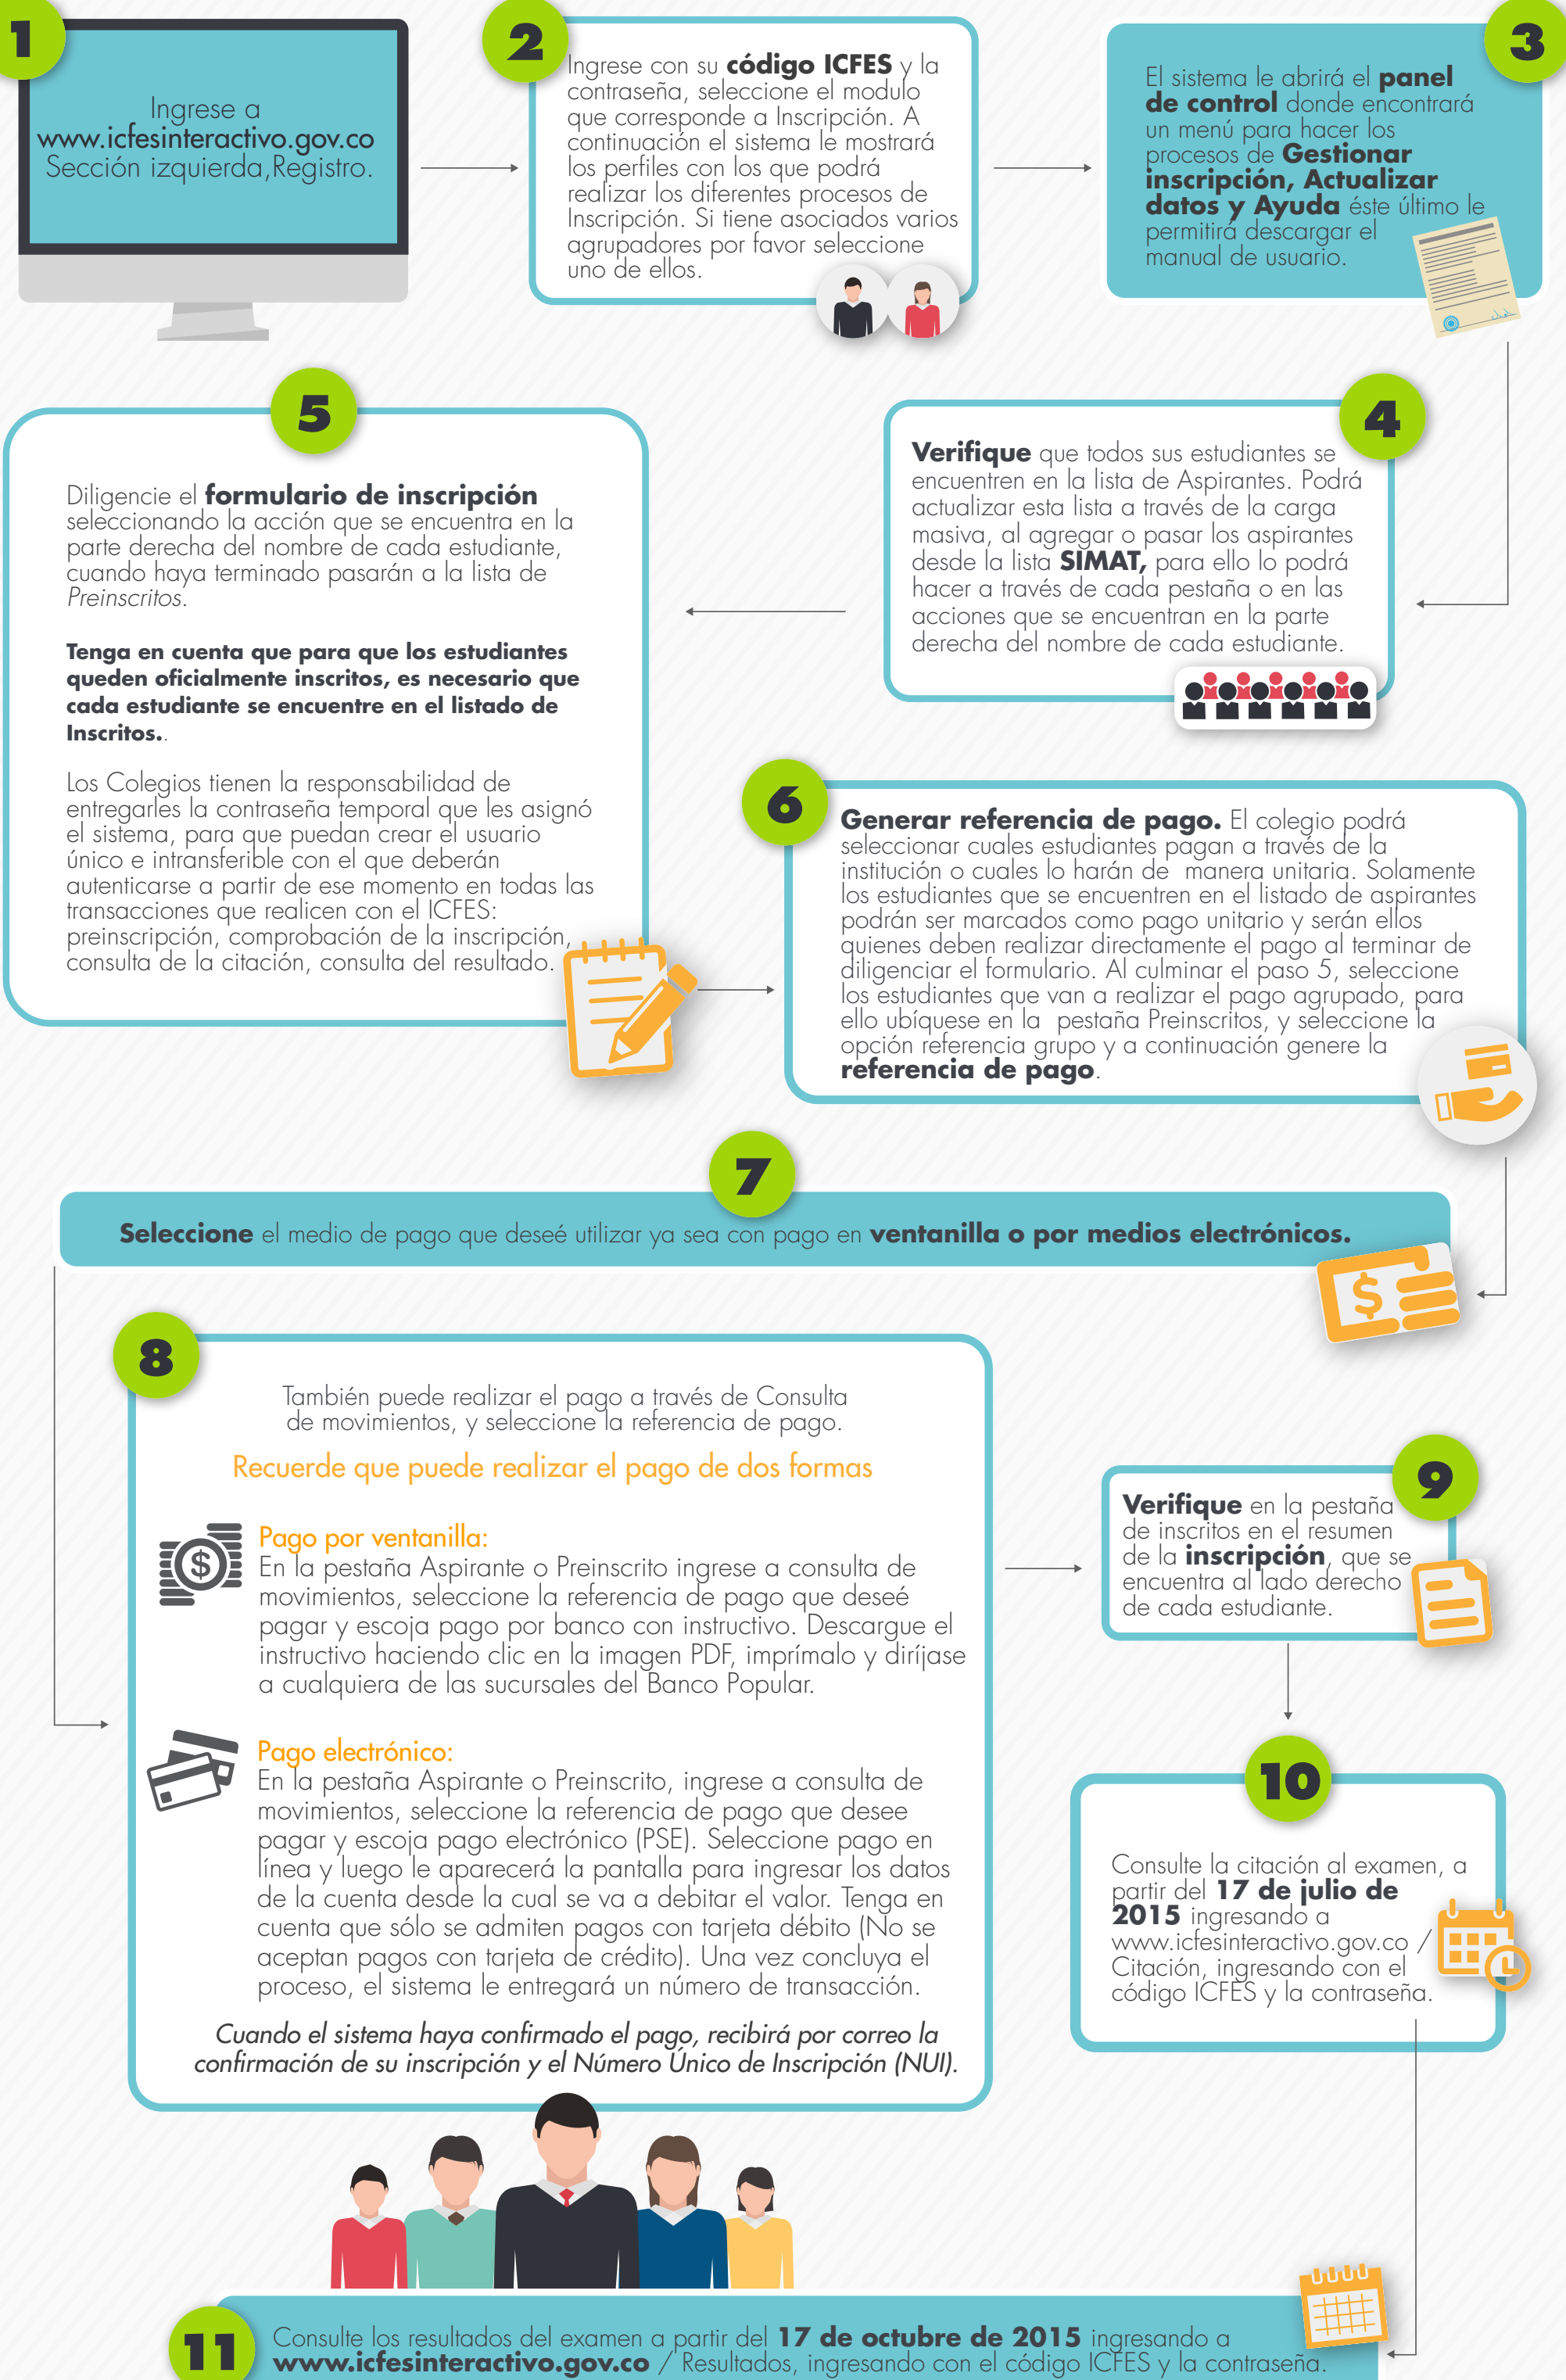 1
Ingrese a
www.icfesinteractivo.gov.co
Sección izquierda,Registro.
2
Ingrese con su código ICFES y la
contraseña, seleccione el modulo
que corresponde a Inscripción. A
continuación el sistema le mostrará
los perfiles con los que podrá
realizar los diferentes procesos de
Inscripción. Si tiene asociados varios
agrupadores por favor seleccione
uno de ellos.
3
El sistema le abrirá el panel
de control donde encontrará
un menú para hacer los
procesos de Gestionar
inscripción, Actualizar
datos y Ayuda éste último le
permitirá descargar el
manual de usuario.
4
Verifique que todos sus estudiantes se
encuentren en la lista de Aspirantes. Podrá
actualizar esta lista a través de la carga
masiva, al agregar o pasar los aspirantes
desde la lista SIMAT, para ello lo podrá
hacer a través de cada pestaña o en las
acciones que se encuentran en la parte
derecha del nombre de cada estudiante.
5
Diligencie el formulario de inscripción
seleccionando la acción que se encuentra en la
parte derecha del nombre de cada estudiante,
cuando haya terminado pasarán a la lista de
Preinscritos.
Tenga en cuenta que para que los estudiantes
queden oficialmente inscritos, es necesario que
cada estudiante se encuentre en el listado de
Inscritos..
Los Colegios tienen la responsabilidad de
entregarles la contraseña temporal que les asignó
el sistema, para que puedan crear el usuario
único e intransferible con el que deberán
autenticarse a partir de ese momento en todas las
transacciones que realicen con el ICFES:
preinscripción, comprobación de la inscripción,
consulta de la citación, consulta del resultado.
6
Generar referencia de pago. El colegio podrá
seleccionar cuales estudiantes pagan a través de la
institución o cuales lo harán de manera unitaria. Solamente
los estudiantes que se encuentren en el listado de aspirantes
podrán ser marcados como pago unitario y serán ellos
quienes deben realizar directamente el pago al terminar de
diligenciar el formulario. Al culminar el paso 5, seleccione
los estudiantes que van a realizar el pago agrupado, para
ello ubíquese en la pestaña Preinscritos, y seleccione la
opción referencia grupo y a continuación genere la
referencia de pago.
7
Seleccione el medio de pago que deseé utilizar ya sea con pago en ventanilla o por medios electrónicos.
$
8
También puede realizar el pago a través de Consulta
de movimientos, y seleccione la referencia de pago.
Recuerde que puede realizar el pago de dos formas
$
Pago por ventanilla:
En la pestaña Aspirante o Preinscrito ingrese a consulta de
movimientos, seleccione la referencia de pago que deseé
pagar y escoja pago por banco con instructivo. Descargue el
instructivo haciendo clic en la imagen PDF, imprímalo y diríjase
a cualquiera de las sucursales del Banco Popular.
Pago electrónico:
En la pestaña Aspirante o Preinscrito, ingrese a consulta de
movimientos, seleccione la referencia de pago que desee
pagar y escoja pago electrónico (PSE). Seleccione pago en
línea y luego le aparecerá la pantalla para ingresar los datos
de la cuenta desde la cual se va a debitar el valor. Tenga en
cuenta que sólo se admiten pagos con tarjeta débito (No se
aceptan pagos con tarjeta de crédito). Una vez concluya el
proceso, el sistema le entregará un número de transacción.
Cuando el sistema haya confirmado el pago, recibirá por correo la
confirmación de su inscripción y el Número Único de Inscripción (NUI).
9
Verifique en la pestaña
de inscritos en el resumen
de la inscripción, que se
encuentra al lado derecho
de cada estudiante.
10
Consulte la citación al examen, a
partir del 17 de julio de
2015 ingresando a
www.icfesinteractivo.gov.co /
Citación, ingresando con el
código ICFES y la contraseña.
11
Consulte los resultados del examen a partir del 17 de octubre de 2015 ingresando a
www.icfesinteractivo.gov.co / Resultados, ingresando con el código ICFES y la contraseña.